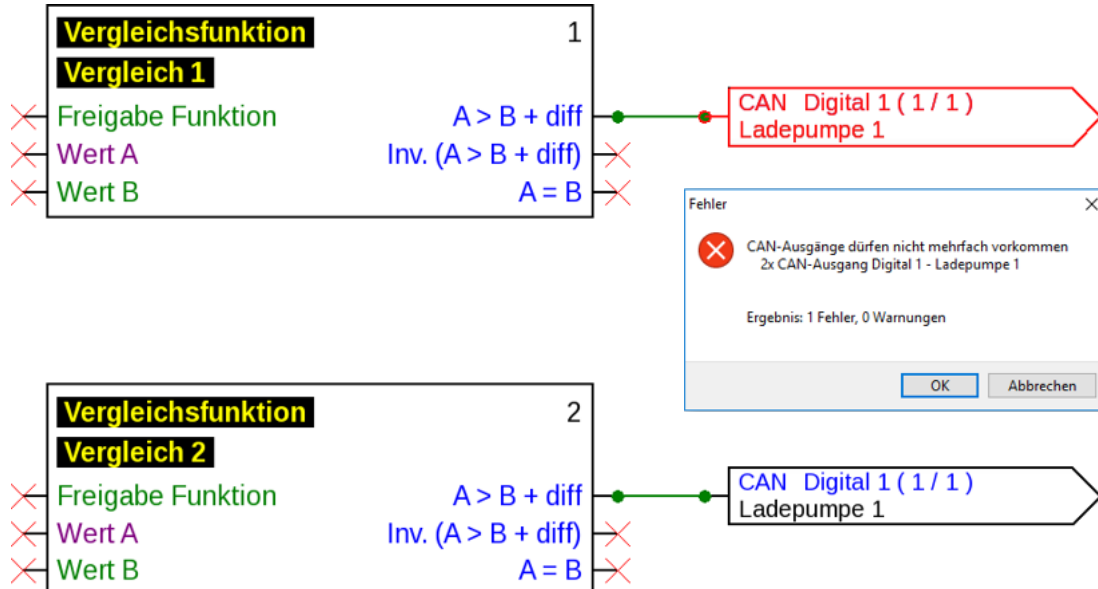 Vergleichsfunktion 1
Vergleich 1
Freigabe Funktion A > B + diff
Wert A Inv. (A > B + diff)
Wert B A = B
CAN Digital 1 ( 1 / 1 )
Ladepumpe 1
Fehler
CAN-Ausgänge dürfen nicht mehrfach vorkommen
2x CAN-Ausgang Digital 1 - Ladepumpe 1
Ergebnis: 1 Fehler, 0 Warnungen
OK Abbrechen
Vergleichsfunktion 2
Vergleich 2
Freigabe Funktion A > B + diff
Wert A Inv. (A > B + diff)
Wert B A = B
CAN Digital 1 ( 1 / 1 )
Ladepumpe 1